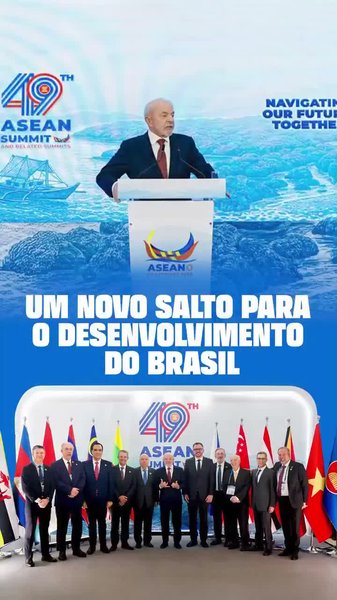 49TH
ASEAN
SUMMIT
AND RELATED SUMMITS
NAVIGATING
OUR FUTURE
TOGETHER
ASEAN
UM NOVO SALTO PARA
O DESENVOLVIMENTO
DO BRASIL
49TH
ASEAN
SUMMIT